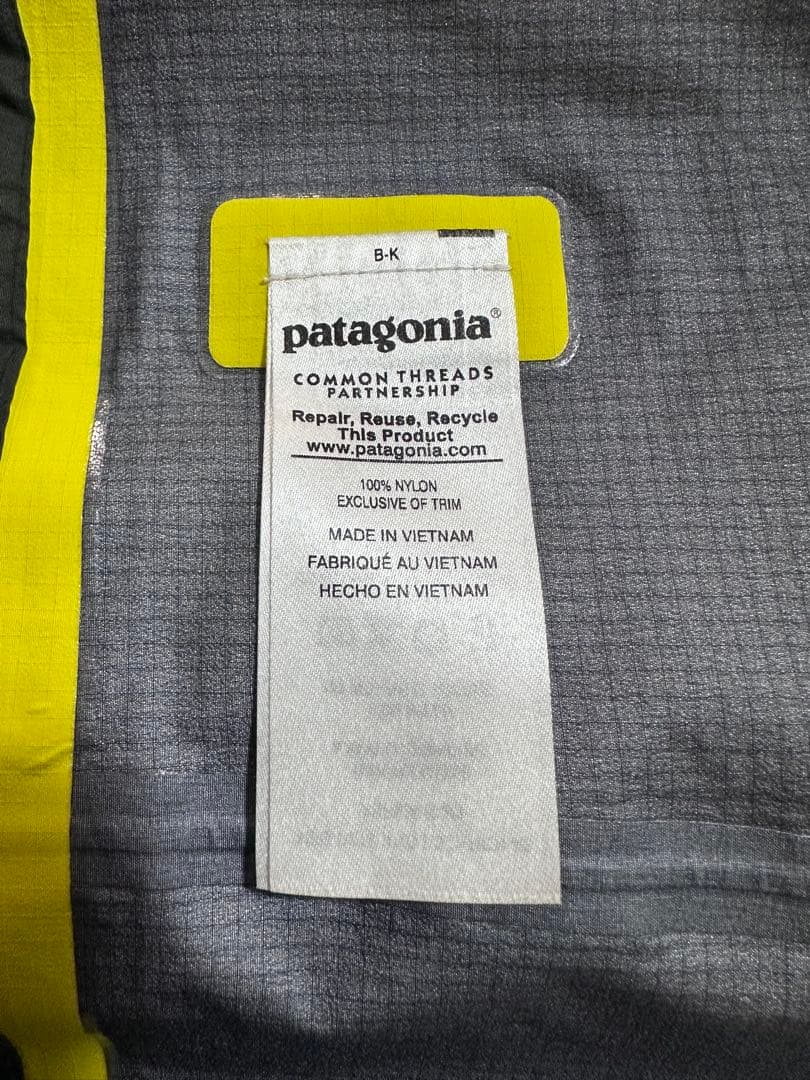 B-K
patagonia®
COMMON THREADS
PARTNERSHIP
Repair, Reuse, Recycle
This Product
www.patagonia.com
100% NYLON
EXCLUSIVE OF TRIM
MADE IN VIETNAM
FABRIQUÉ AU VIETNAM
HECHO EN VIETNAM